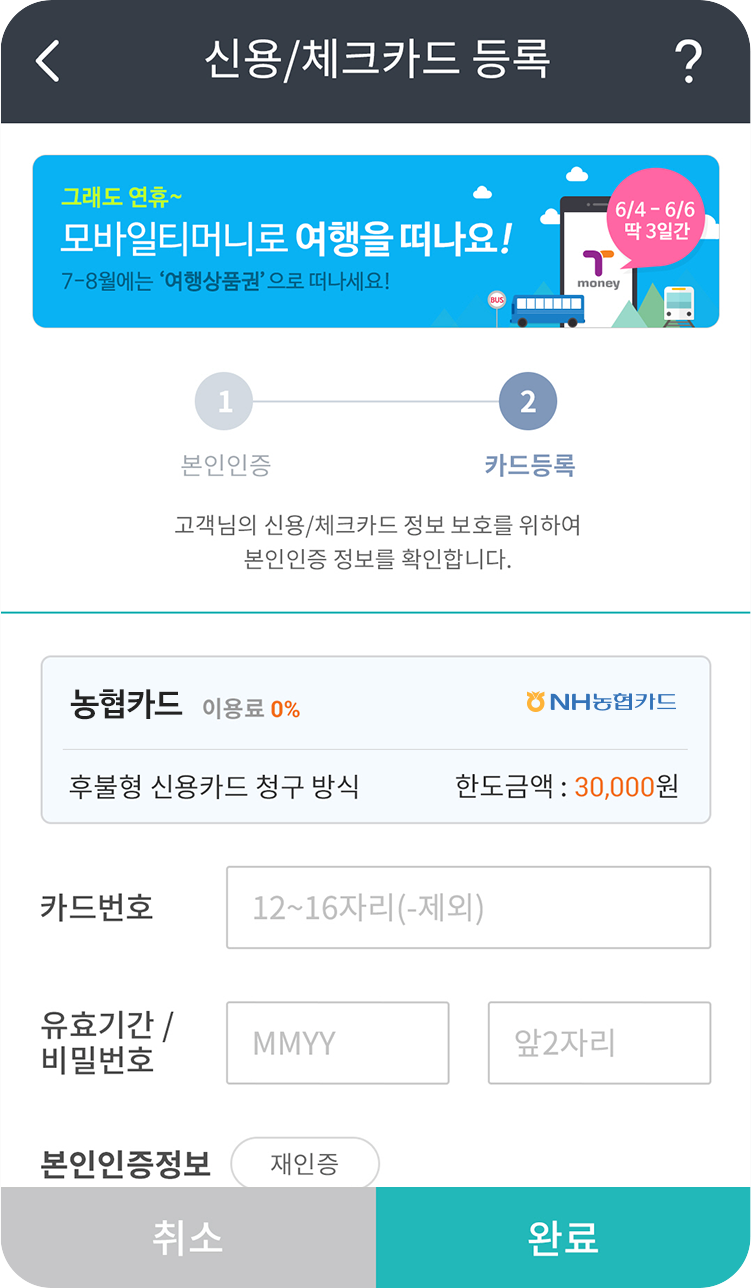 신용/체크카드 등록 ?
그래도 연휴~
모바일티머니로 여행을 떠나요!
7-8월에는 ‘여행상품권’으로 떠나세요!
6/4 - 6/6
딱 3일간
T
money
BUS
1 2
본인인증 카드등록
고객님의 신용/체크카드 정보 보호를 위하여
본인인증 정보를 확인합니다.
농협카드 이용료 0% NH농협카드
후불형 신용카드 청구 방식 한도금액 : 30,000원
카드번호 12~16자리(-제외)
유효기간 /
비밀번호 MMYY 앞2자리
본인인증정보 재인증
취소 완료